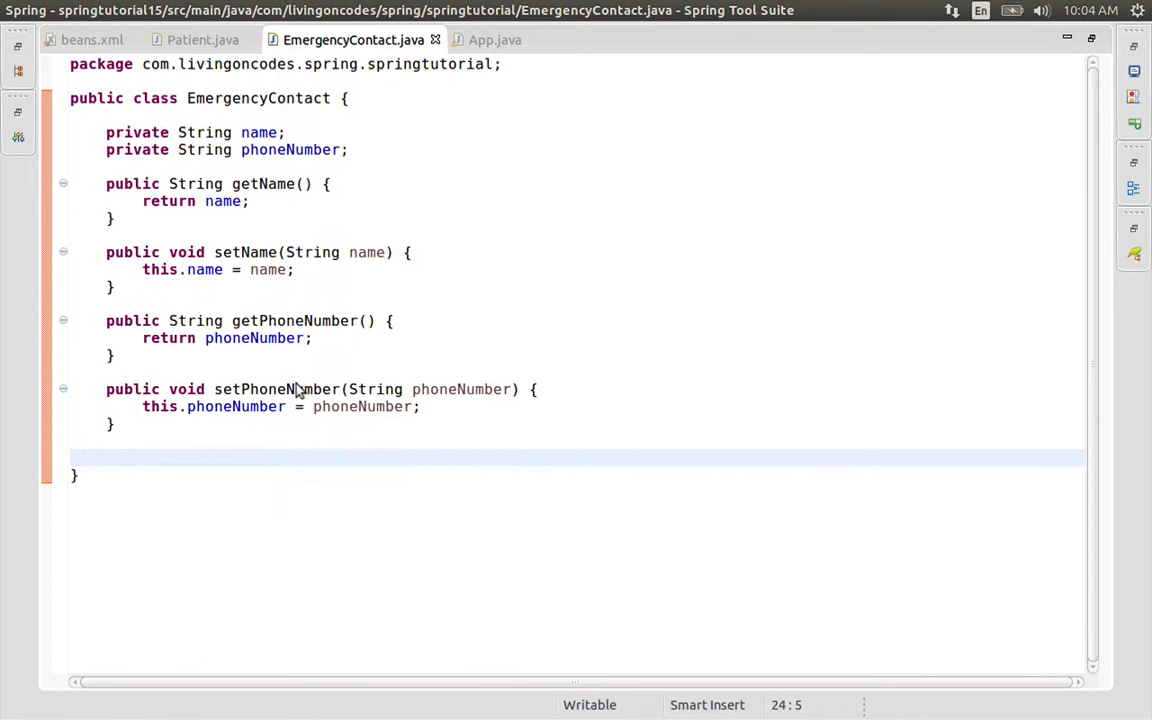 Spring - springtutorial15/src/main/java/com/livingoncodes/spring/springtutorial/EmergencyContact.java - Spring Tool Suite En 10:04 AM
beans.xml Patient.java EmergencyContact.java App.java
package com.livingoncodes.spring.springtutorial;
public class EmergencyContact {
private String name;
private String phoneNumber;
public String getName() {
return name;
}
public void setName(String name) {
this.name = name;
}
public String getPhoneNumber() {
return phoneNumber;
}
public void setPhoneNumber(String phoneNumber) {
this.phoneNumber = phoneNumber;
}
}
Writable Smart Insert 24 : 5